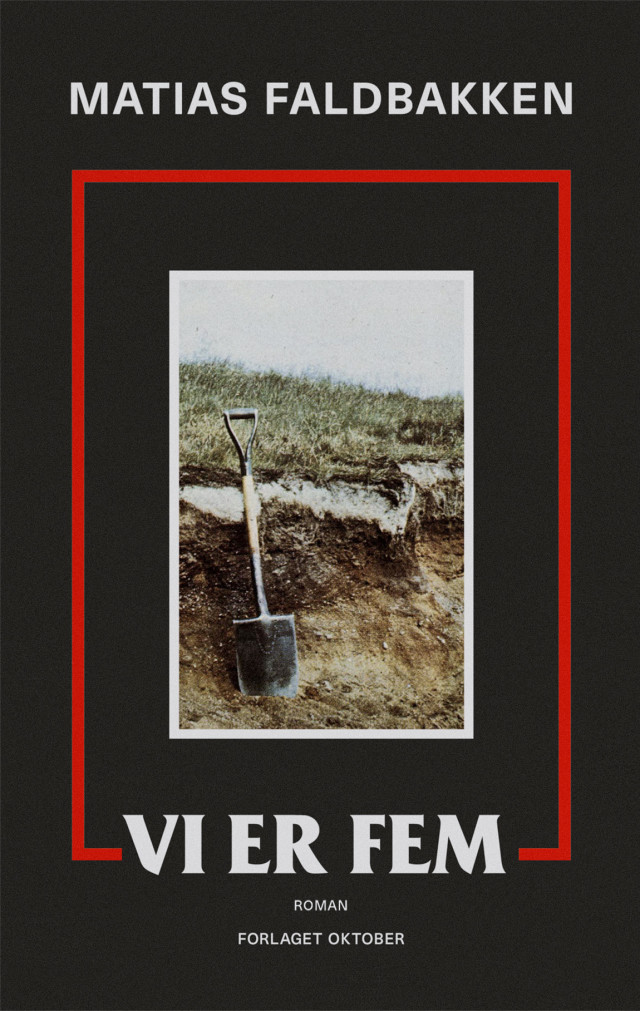 MATIAS FALDBAKKEN
VI ER FEM
ROMAN
FORLAGET OKTOBER